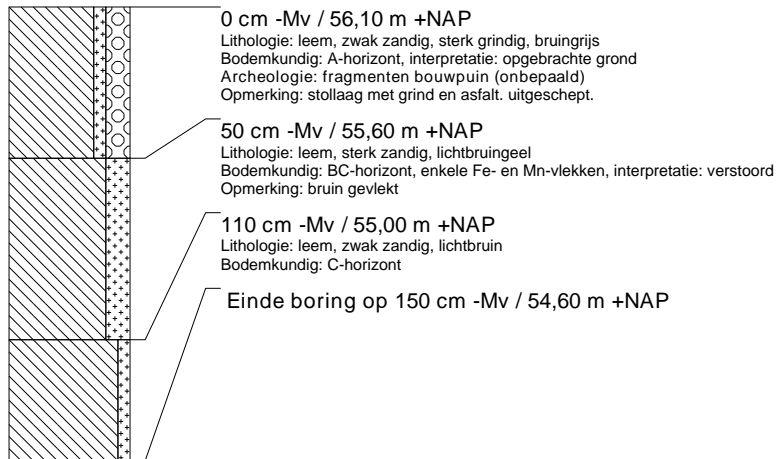 0 cm -Mv / 56,10 m +NAP
Lithologie: leem, zwak zandig, sterk grindig, bruingrijs
Bodemkundig: A-horizont, interpretatie: opgebrachte grond
Archeologie: fragmenten bouwpuin (onbepaald)
Opmerking: stollaag met grind en asfalt. uitgeschept.
50 cm -Mv / 55,60 m +NAP
Lithologie: leem, sterk zandig, lichtbruingeel
Bodemkundig: BC-horizont, enkele Fe- en Mn-vlekken, interpretatie: verstoord
Opmerking: bruin gevlekt
110 cm -Mv / 55,00 m +NAP
Lithologie: leem, zwak zandig, lichtbruin
Bodemkundig: C-horizont
Einde boring op 150 cm -Mv / 54,60 m +NAP